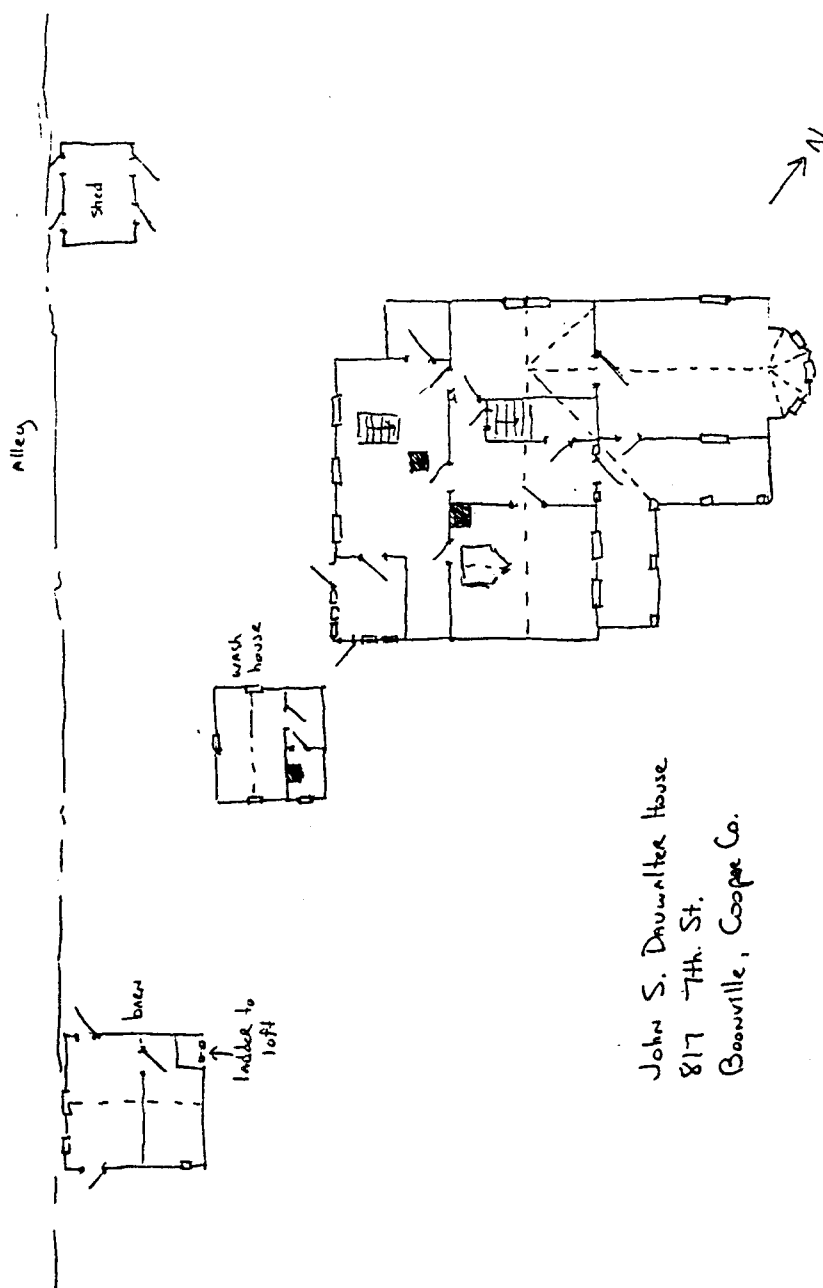 Alley
Shed
N
wash
house
barn
ladder to
loft
John S. Dauwalter House
817 7th. St.
Boonville, Cooper Co.